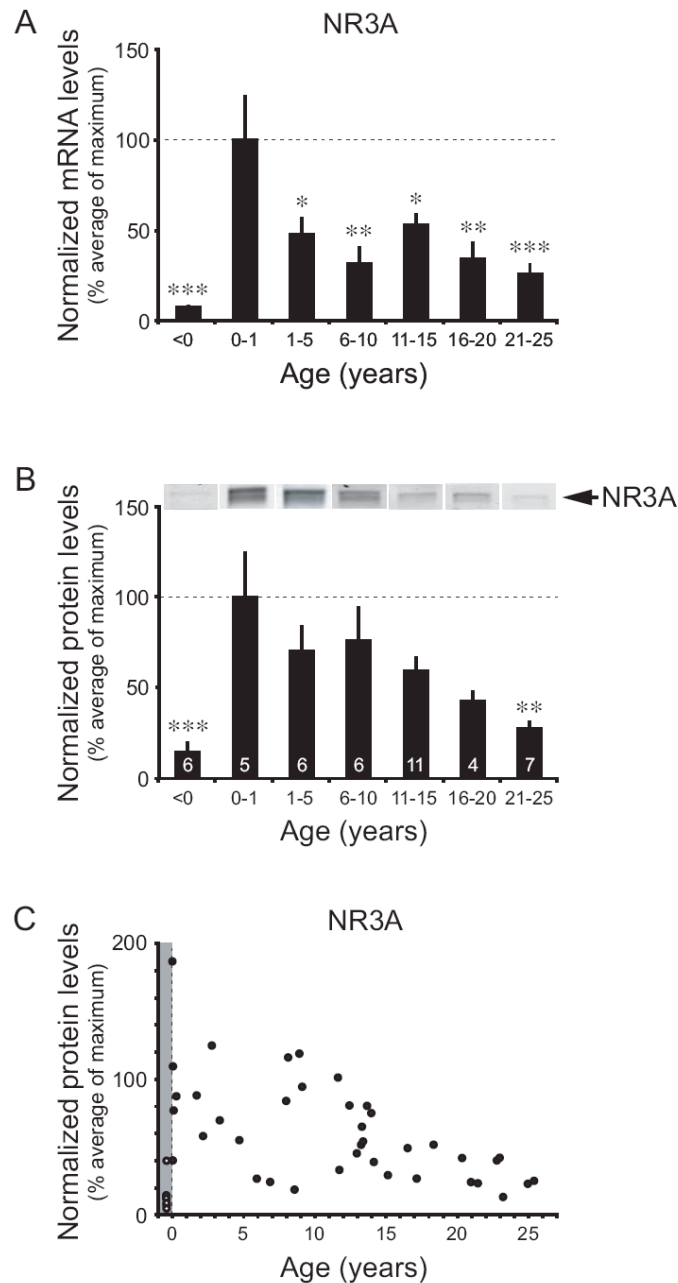 A
NR3A
Normalized mRNA levels
(% average of maximum)
150
100
50
0
***
*
**
*
**
***
<0 0-1 1-5 6-10 11-15 16-20 21-25
Age (years)
B
NR3A
Normalized protein levels
(% average of maximum)
150
100
50
0
***
**
6 5 6 6 11 4 7
<0 0-1 1-5 6-10 11-15 16-20 21-25
Age (years)
C
NR3A
Normalized protein levels
(% average of maximum)
200
100
0
0 5 10 15 20 25
Age (years)